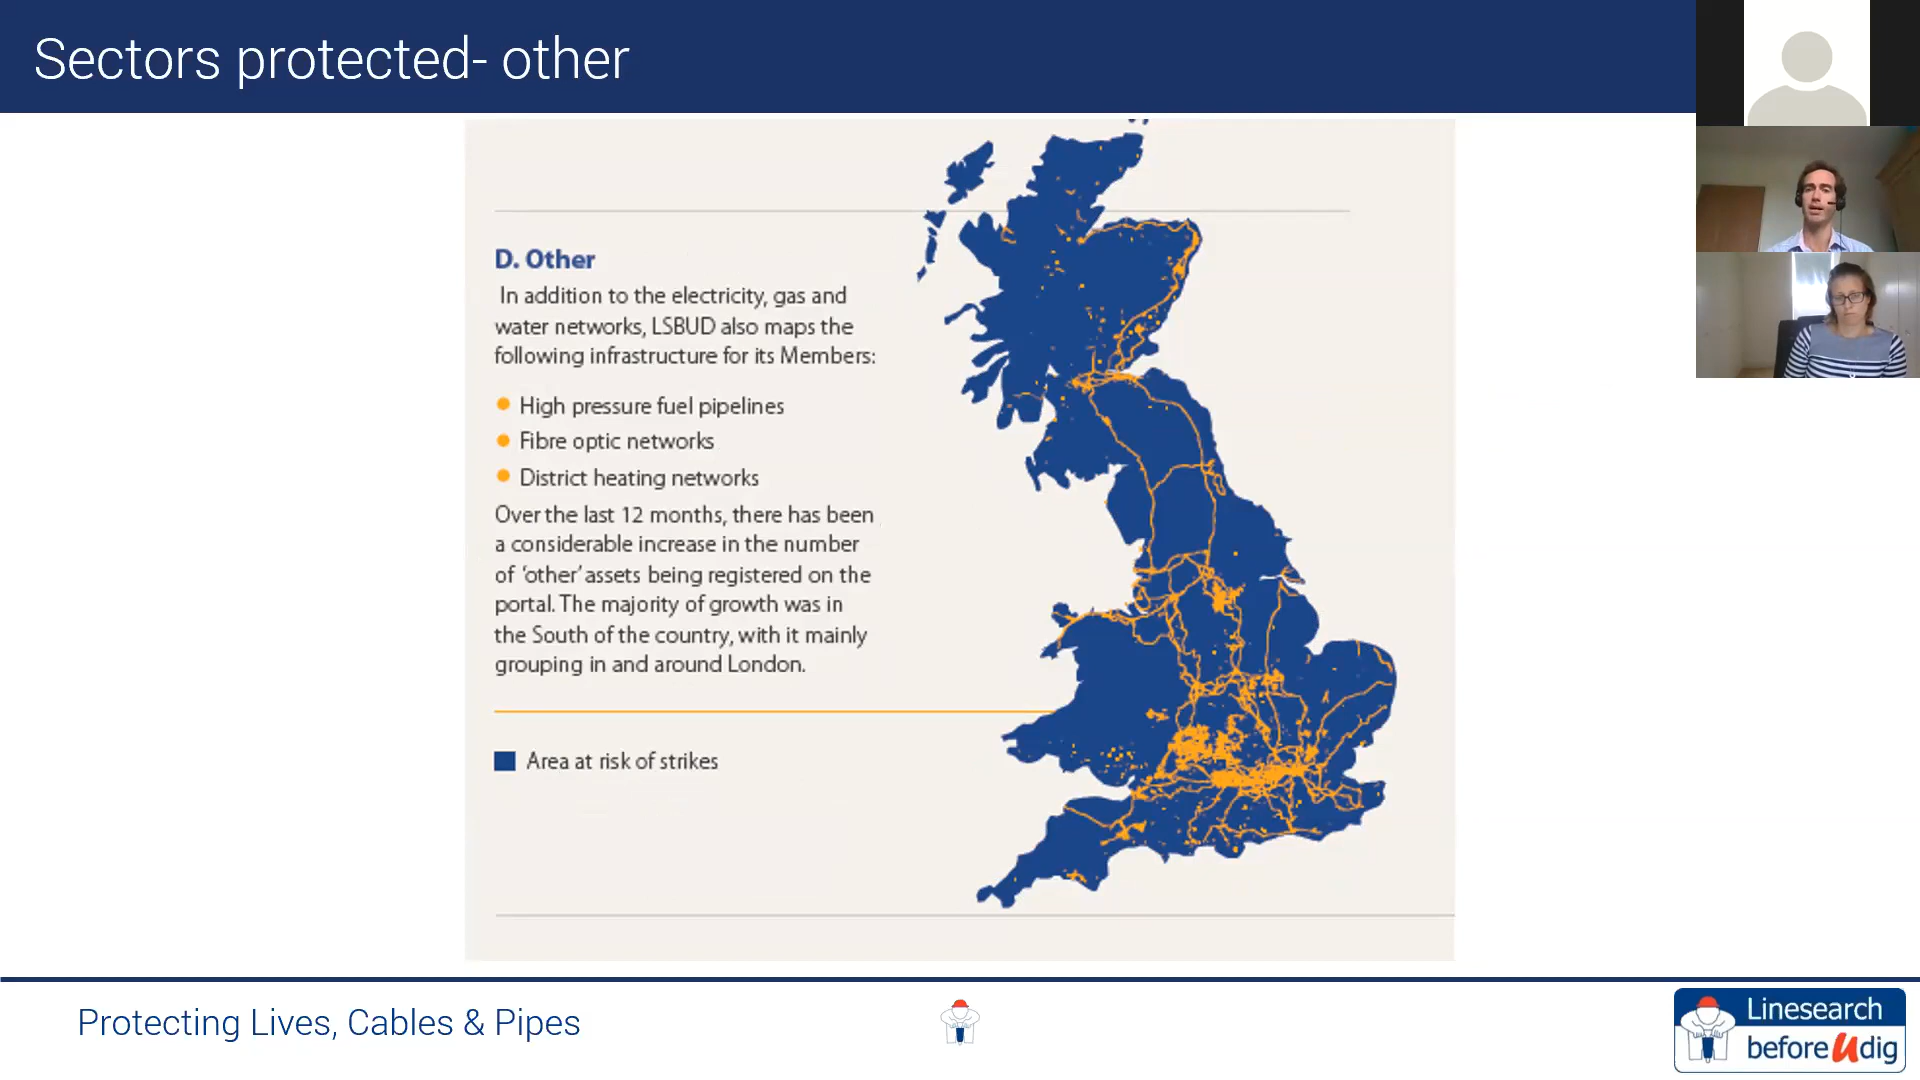 Sectors protected- other
D. Other
In addition to the electricity, gas and
water networks, LSBUD also maps the
following infrastructure for its Members:
High pressure fuel pipelines
Fibre optic networks
District heating networks
Over the last 12 months, there has been
a considerable increase in the number
of ‘other’ assets being registered on the
portal. The majority of growth was in
the South of the country, with it mainly
grouping in and around London.
Area at risk of strikes
Protecting Lives, Cables & Pipes
Linesearch
before U dig